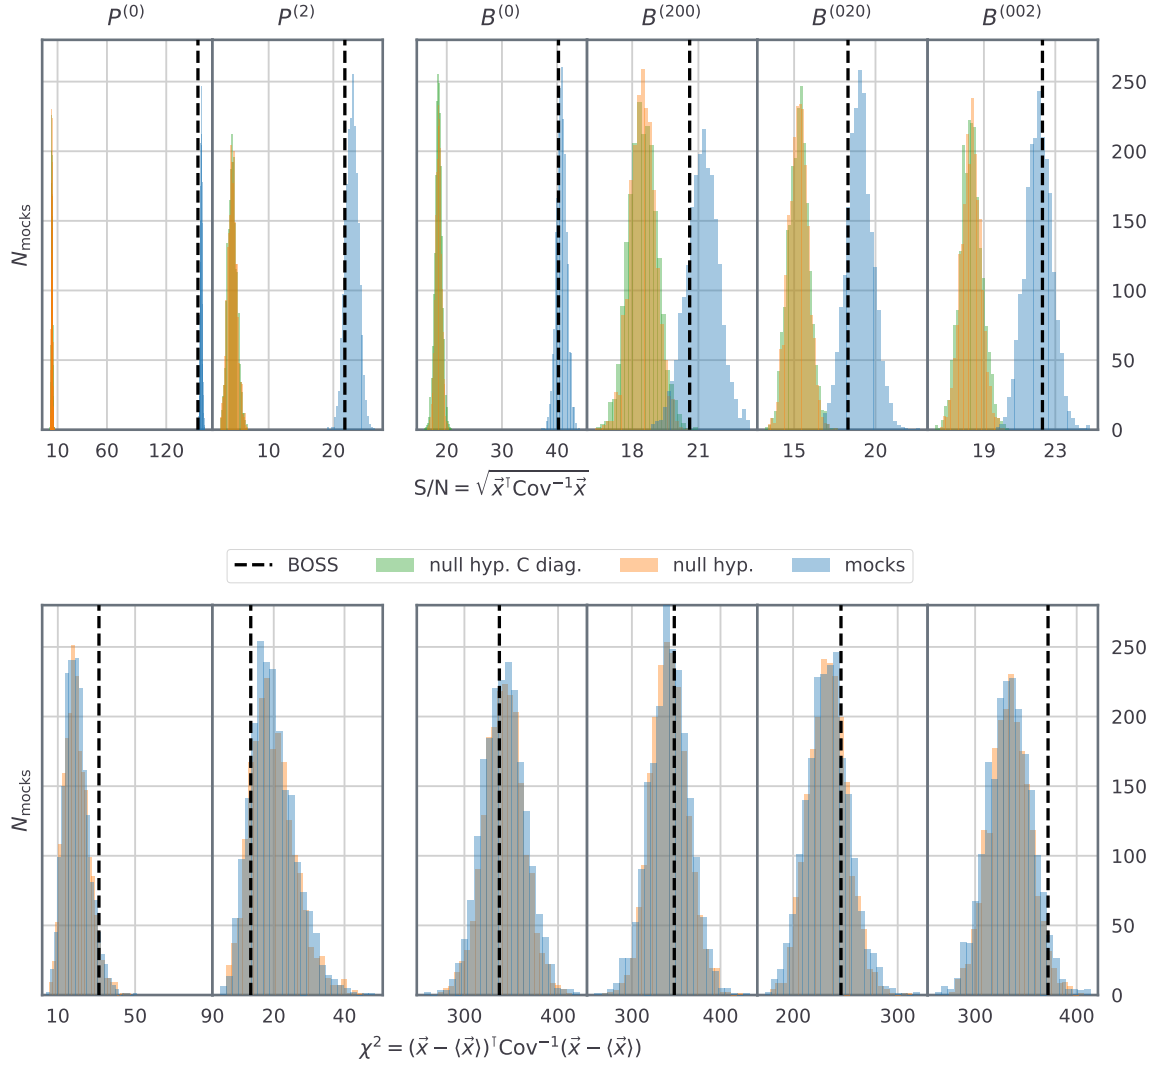 P^(0) P^(2) B^(0) B^(200) B^(020) B^(002)
250
200
150
100
50
0
N_mocks
10 60 120 10 20 20 30 40 18 21 15 20 19 23
S/N = √(x⃗^⊺Cov^−1x⃗)
BOSS null hyp. C diag. null hyp. mocks
250
200
150
100
50
0
N_mocks
10 50 90 20 40 300 400 300 400 200 300 300 400
χ^2 = (x⃗ − ⟨x⃗⟩)^⊺Cov^−1(x⃗ − ⟨x⃗⟩)